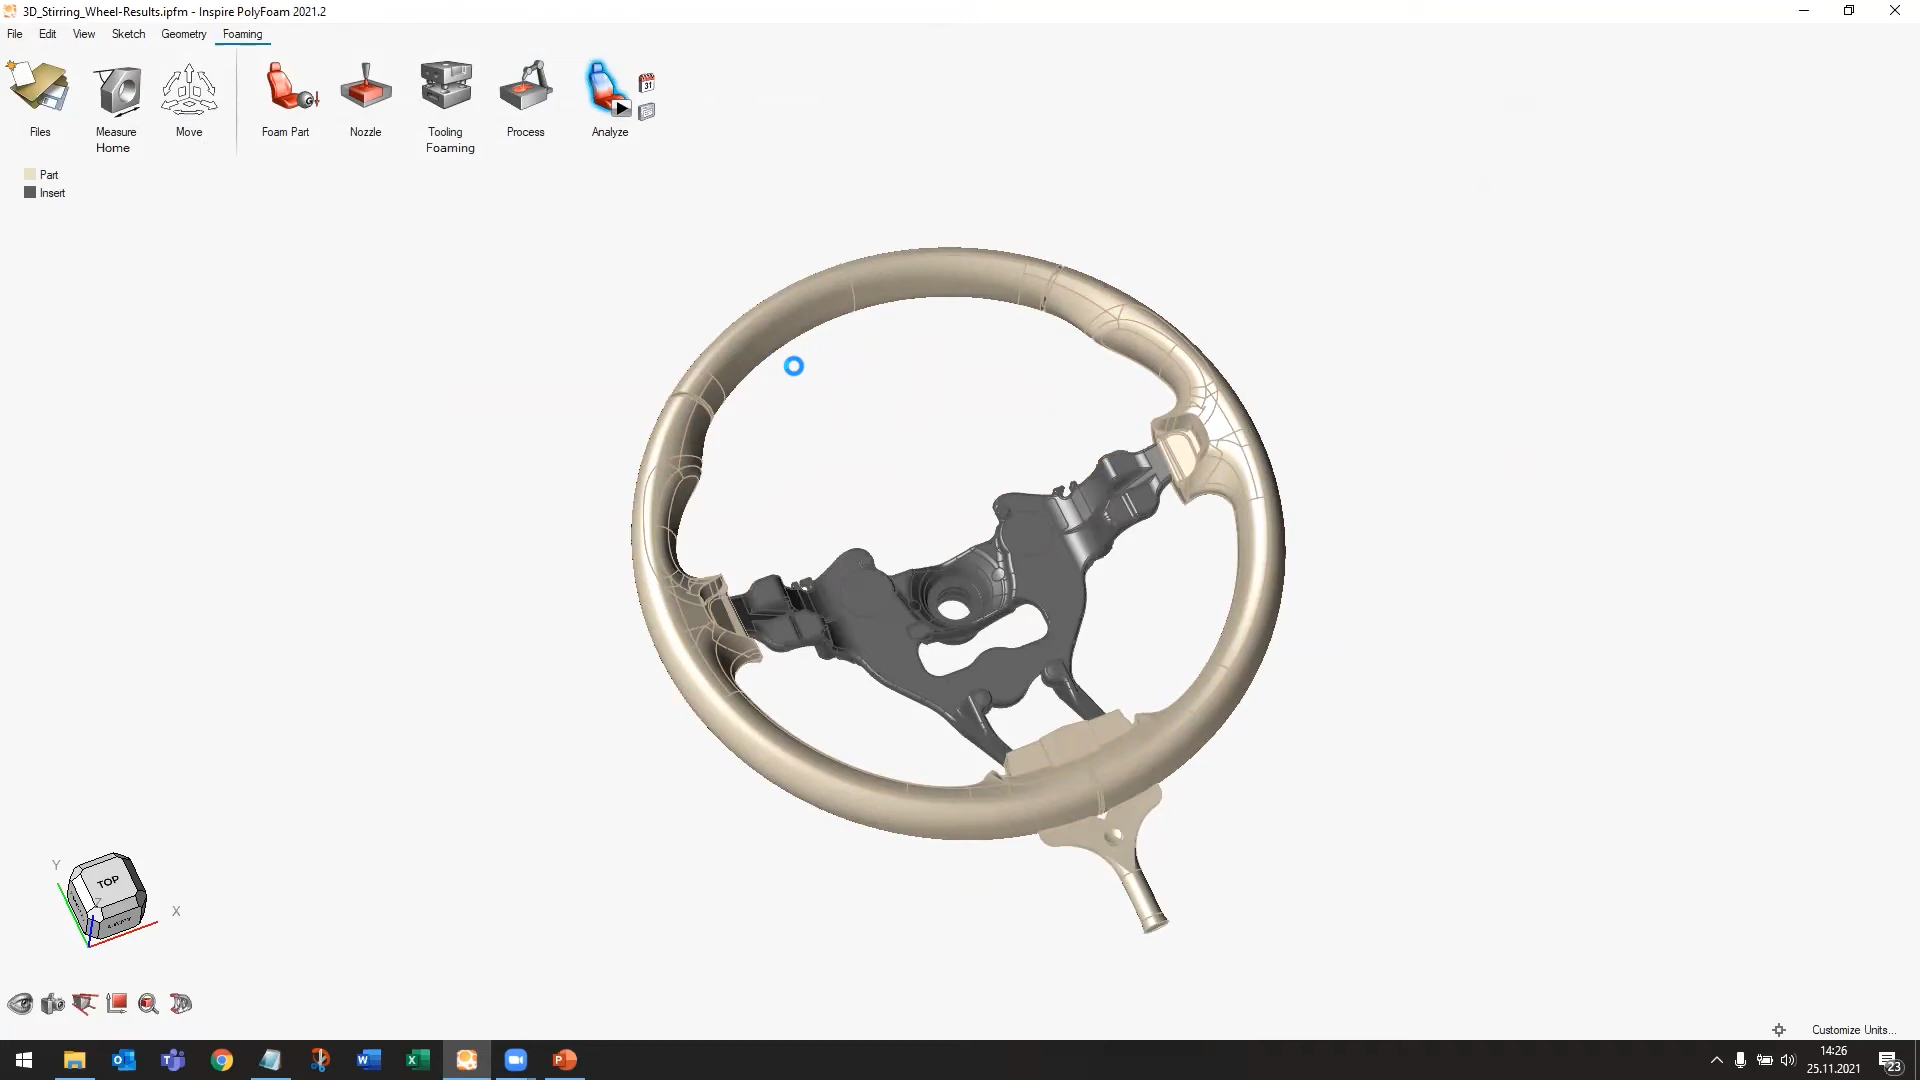 3D_Stirring_Wheel-Results.ipfm - Inspire PolyFoam 2021.2
File Edit View Sketch Geometry Foaming
31
Files Measure Move Foam Part Nozzle Tooling Process Analyze
Home Foaming
Part
Insert
Y
TOP
Z
X
Customize Units...
14:26
25.11.2021
23